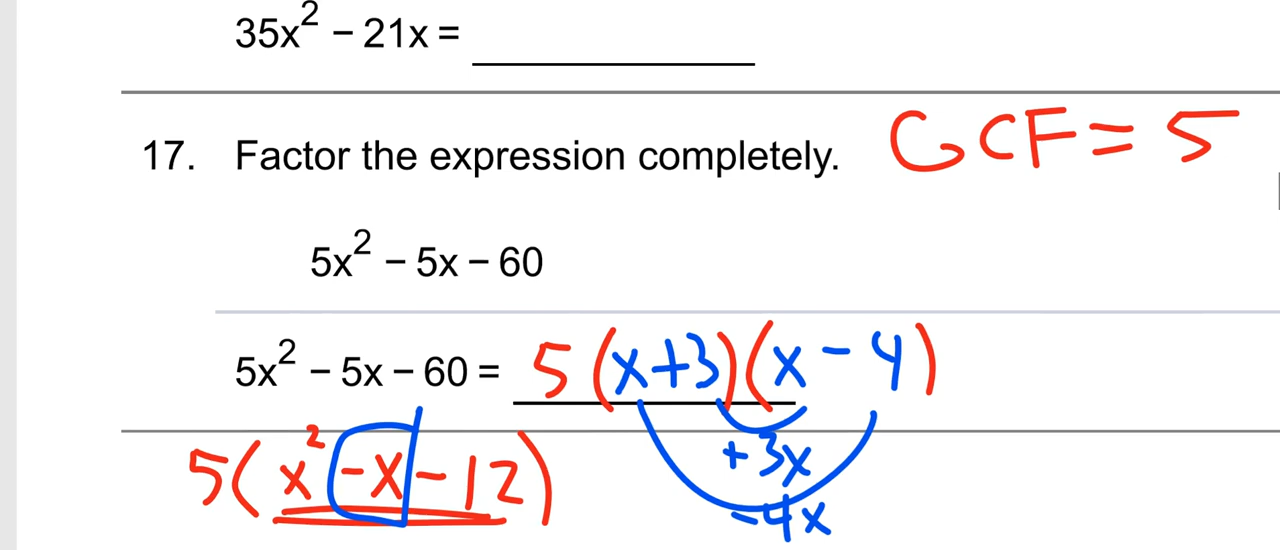 35x² − 21x = ____________
GCF = 5
17. Factor the expression completely.
5x² − 5x − 60
5x² − 5x − 60 = 5(x+3)(x−4)
5(x²−x−12)
+3x
−4x